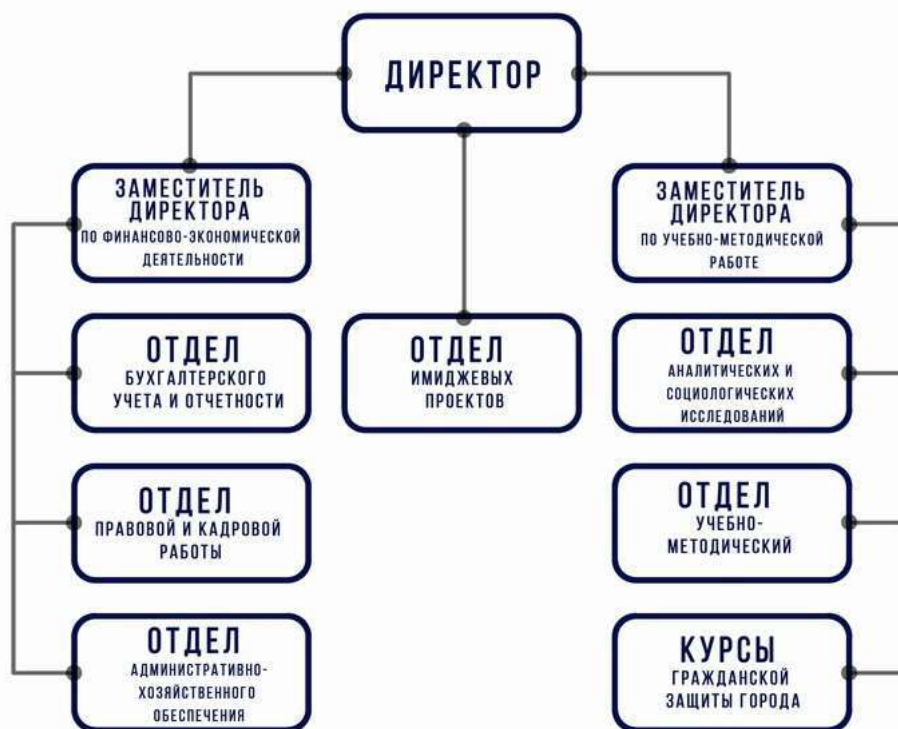 ДИРЕКТОР
ЗАМЕСТИТЕЛЬ
ДИРЕКТОРА
ПО ФИНАНСОВО-ЭКОНОМИЧЕСКОЙ
ДЕЯТЕЛЬНОСТИ
ЗАМЕСТИТЕЛЬ
ДИРЕКТОРА
ПО УЧЕБНО-МЕТОДИЧЕСКОЙ
РАБОТЕ
ОТДЕЛ
БУХГАЛТЕРСКОГО
УЧЕТА И ОТЧЕТНОСТИ
ОТДЕЛ
ИМИДЖЕВЫХ
ПРОЕКТОВ
ОТДЕЛ
АНАЛИТИЧЕСКИХ И
СОЦИОЛОГИЧЕСКИХ
ИССЛЕДОВАНИЙ
ОТДЕЛ
ПРАВОВОЙ И КАДРОВОЙ
РАБОТЫ
ОТДЕЛ
УЧЕБНО-
МЕТОДИЧЕСКИЙ
ОТДЕЛ
АДМИНИСТРАТИВНО-
ХОЗЯЙСТВЕННОГО
ОБЕСПЕЧЕНИЯ
КУРСЫ
ГРАЖДАНСКОЙ
ЗАЩИТЫ ГОРОДА